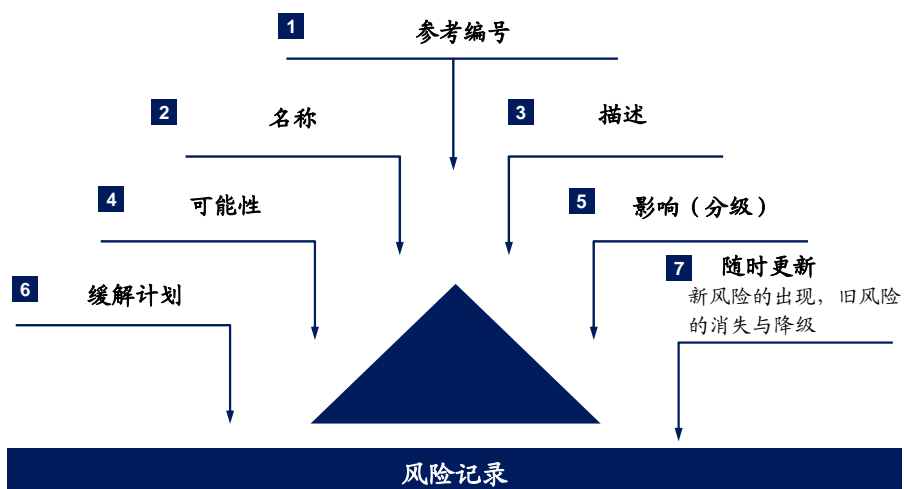 1
参考编号
2
名称
3
描述
4
可能性
5
影响（分级）
6
缓解计划
7
随时更新
新风险的出现，旧风险
的消失与降级
风险记录